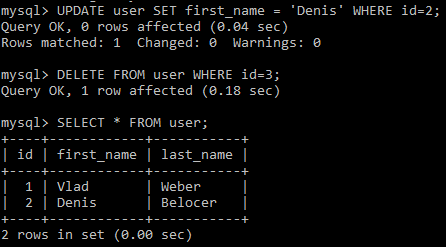 mysql> UPDATE user SET first_name = 'Denis' WHERE id=2;
Query OK, 0 rows affected (0.04 sec)
Rows matched: 1  Changed: 0  Warnings: 0

mysql> DELETE FROM user WHERE id=3;
Query OK, 1 row affected (0.18 sec)

mysql> SELECT * FROM user;
+----+------------+-----------+
| id | first_name | last_name |
+----+------------+-----------+
|  1 | Vlad       | Weber     |
|  2 | Denis      | Belocer   |
+----+------------+-----------+
2 rows in set (0.00 sec)